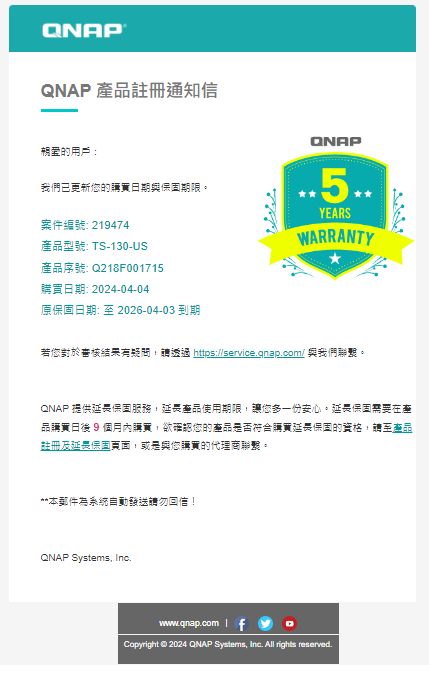 QNAP
QNAP 產品註冊通知信
親愛的用戶：
我們已更新您的購買日期與保固期限。
QNAP
5
YEARS
WARRANTY
案件編號: 219474
產品型號: TS-130-US
產品序號: Q218F001715
購買日期: 2024-04-04
原保固日期: 至 2026-04-03 到期
若您對於審核結果有疑問，請透過 https://service.qnap.com/ 與我們聯繫。
QNAP 提供延長保固服務，延長產品使用期限，讓您多一份安心。延長保固需要在產
品購買日後 9 個月內購買，欲確認您的產品是否符合購買延長保固的資格，請至產品
註冊及延長保固頁面，或是與您購買的代理商聯繫。
**本郵件為系統自動發送請勿回信！
QNAP Systems, Inc.
www.qnap.com |
Copyright © 2024 QNAP Systems, Inc. All rights reserved.